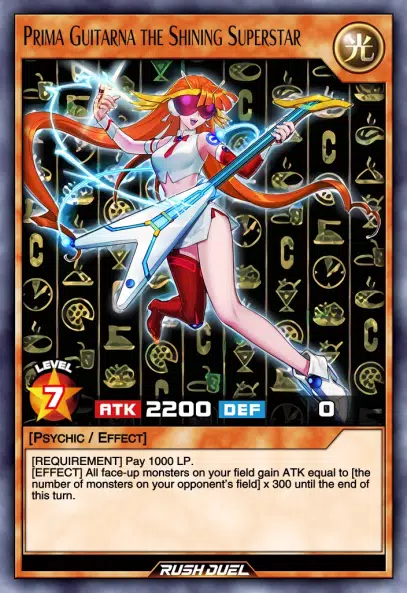 Prima Guitarna the Shining Superstar
光
LEVEL
7
ATK 2200 DEF 0
[Psychic / Effect]
[REQUIREMENT] Pay 1000 LP.
[EFFECT] All face-up monsters on your field gain ATK equal to [the
number of monsters on your opponent's field] x 300 until the end of
this turn.
RUSH DUEL